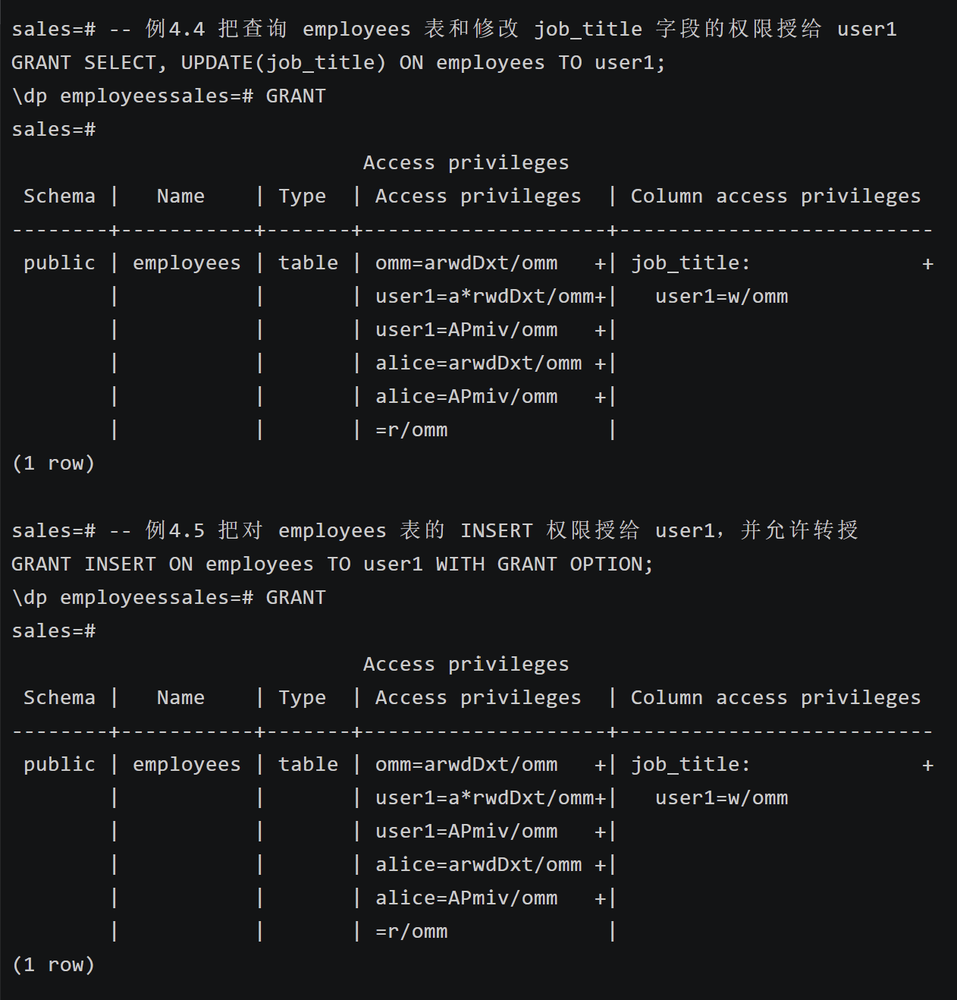 sales=# -- 例4.4 把查询 employees 表和修改 job_title 字段的权限授给 user1
GRANT SELECT, UPDATE(job_title) ON employees TO user1;
\dp employeessales=# GRANT
sales=#
                             Access privileges
 Schema |   Name    | Type  | Access privileges  | Column access privileges
--------+-----------+-------+--------------------+--------------------------
 public | employees | table | omm=arwdDxt/omm   +| job_title:              +
        |           |       | user1=a*rwdDxt/omm+|   user1=w/omm
        |           |       | user1=APmiv/omm   +|
        |           |       | alice=arwdDxt/omm +|
        |           |       | alice=APmiv/omm   +|
        |           |       | =r/omm             |
(1 row)

sales=# -- 例4.5 把对 employees 表的 INSERT 权限授给 user1，并允许转授
GRANT INSERT ON employees TO user1 WITH GRANT OPTION;
\dp employeessales=# GRANT
sales=#
                             Access privileges
 Schema |   Name    | Type  | Access privileges  | Column access privileges
--------+-----------+-------+--------------------+--------------------------
 public | employees | table | omm=arwdDxt/omm   +| job_title:              +
        |           |       | user1=a*rwdDxt/omm+|   user1=w/omm
        |           |       | user1=APmiv/omm   +|
        |           |       | alice=arwdDxt/omm +|
        |           |       | alice=APmiv/omm   +|
        |           |       | =r/omm             |
(1 row)